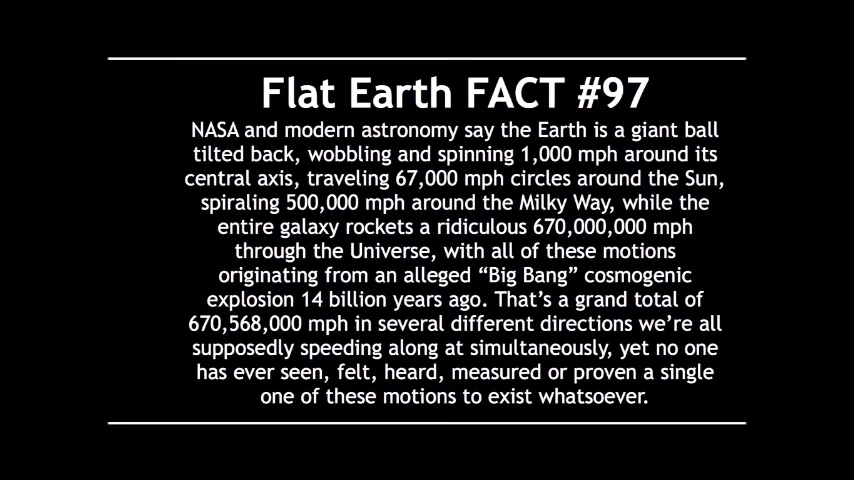 Flat Earth FACT #97
NASA and modern astronomy say the Earth is a giant ball
tilted back, wobbling and spinning 1,000 mph around its
central axis, traveling 67,000 mph circles around the Sun,
spiraling 500,000 mph around the Milky Way, while the
entire galaxy rockets a ridiculous 670,000,000 mph
through the Universe, with all of these motions
originating from an alleged “Big Bang” cosmogenic
explosion 14 billion years ago. That’s a grand total of
670,568,000 mph in several different directions we’re all
supposedly speeding along at simultaneously, yet no one
has ever seen, felt, heard, measured or proven a single
one of these motions to exist whatsoever.